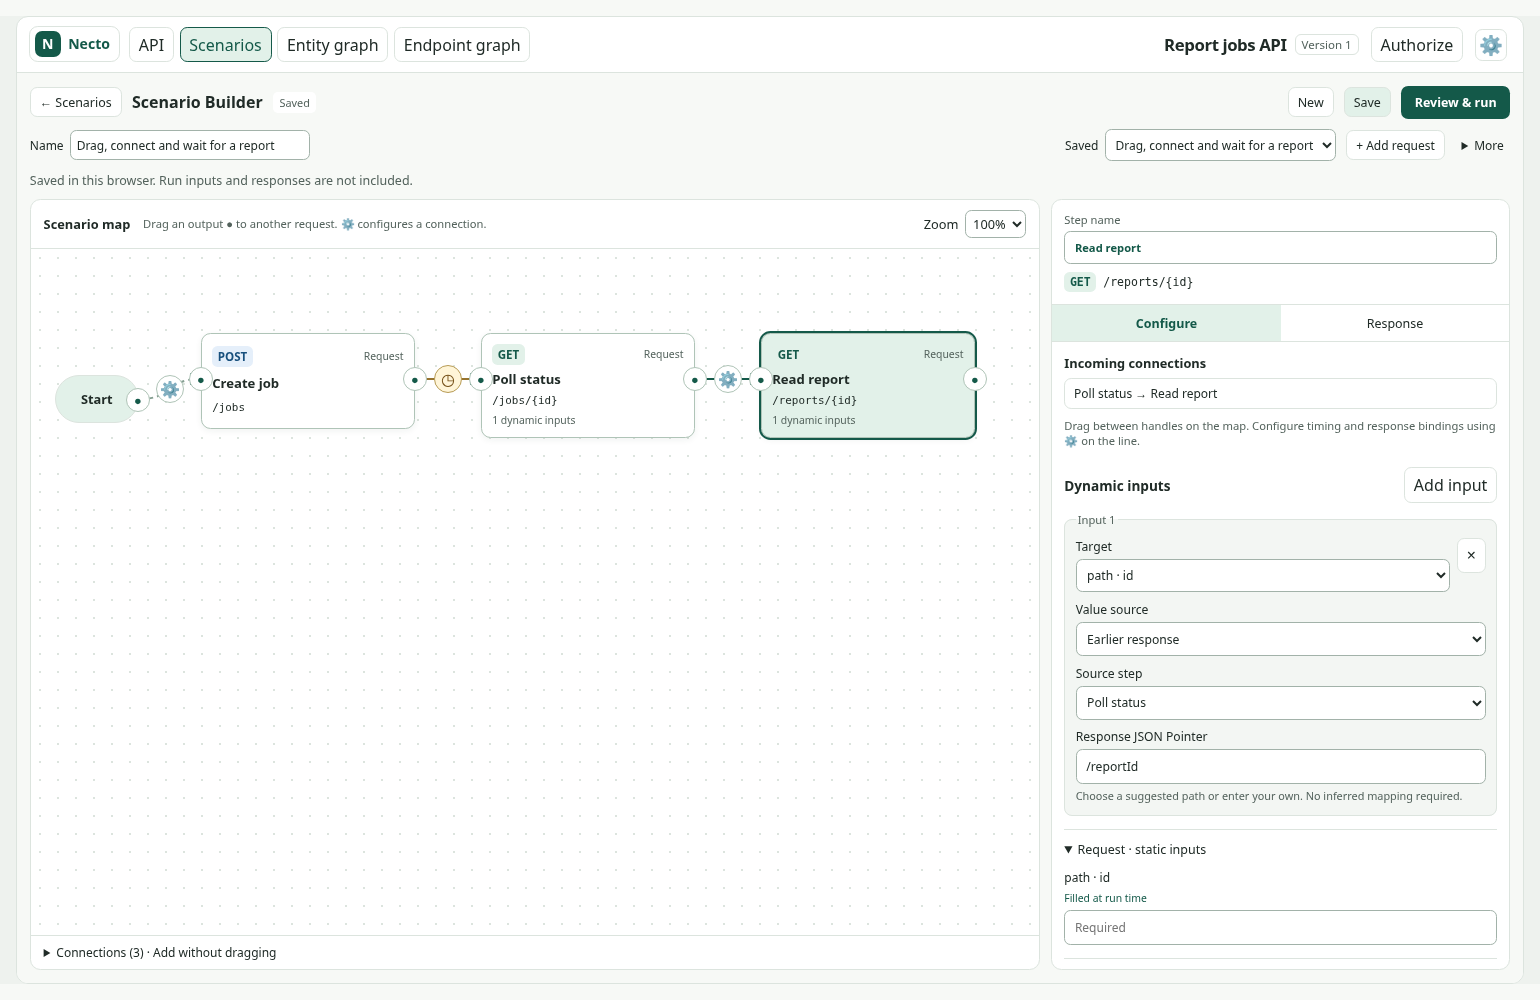 N Necto API Scenarios Entity graph Endpoint graph Report jobs API Version 1 Authorize
← Scenarios Scenario Builder Saved New Save Review & run
Name Drag, connect and wait for a report Saved Drag, connect and wait for a report + Add request ▶ More
Saved in this browser. Run inputs and responses are not included.
Scenario map Drag an output ● to another request. ⚙️ configures a connection. Zoom 100%
Start
POST Request
Create job
/jobs
GET Request
Poll status
/jobs/{id}
1 dynamic inputs
GET Request
Read report
/reports/{id}
1 dynamic inputs
▶ Connections (3) · Add without dragging
Step name
Read report
GET /reports/{id}
Configure Response
Incoming connections
Poll status → Read report
Drag between handles on the map. Configure timing and response bindings using
⚙️ on the line.
Dynamic inputs Add input
Input 1
Target
path · id ×
Value source
Earlier response
Source step
Poll status
Response JSON Pointer
/reportId
Choose a suggested path or enter your own. No inferred mapping required.
▼ Request · static inputs
path · id
Filled at run time
Required